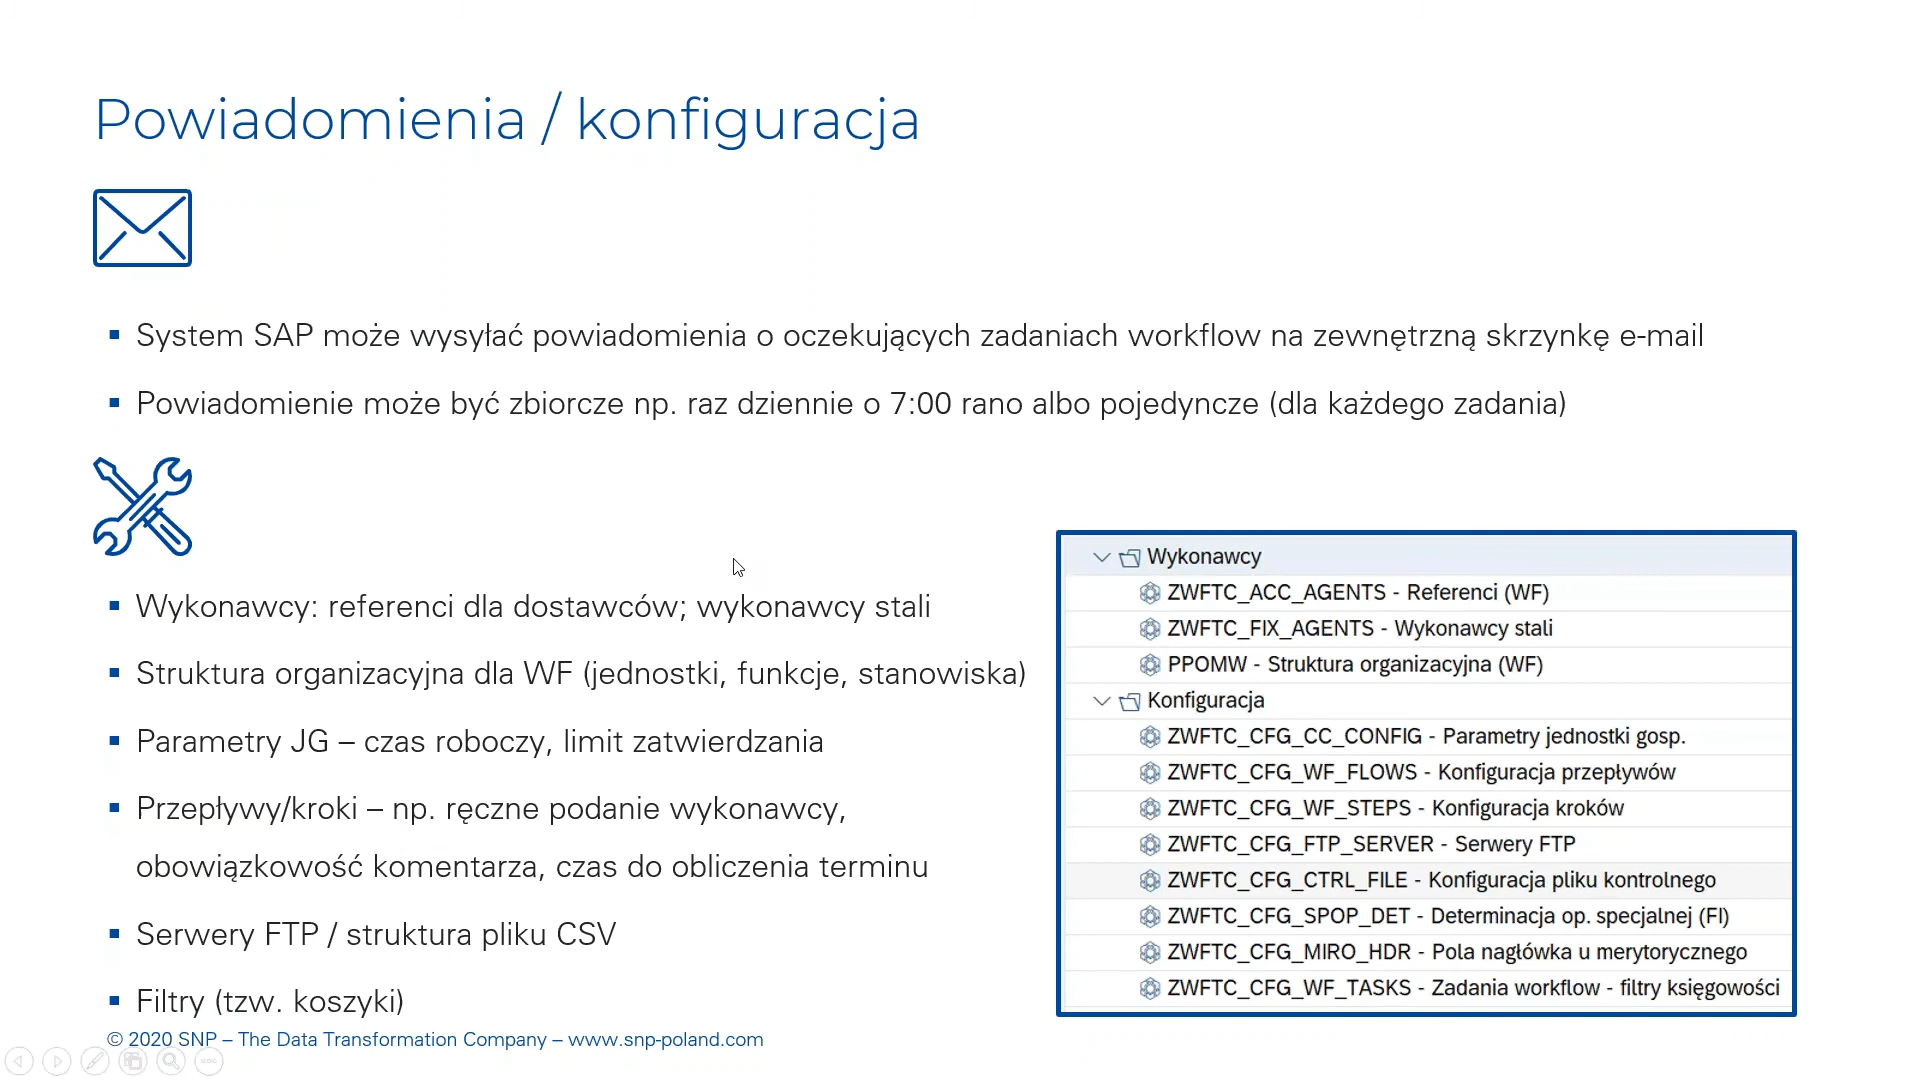 Powiadomienia / konfiguracja
System SAP może wysyłać powiadomienia o oczekujących zadaniach workflow na zewnętrzną skrzynkę e-mail
Powiadomienie może być zbiorcze np. raz dziennie o 7:00 rano albo pojedyncze (dla każdego zadania)
Wykonawcy: referenci dla dostawców; wykonawcy stali
Struktura organizacyjna dla WF (jednostki, funkcje, stanowiska)
Parametry JG – czas roboczy, limit zatwierdzania
Przepływy/kroki – np. ręczne podanie wykonawcy,
obowiązkowość komentarza, czas do obliczenia terminu
Serwery FTP / struktura pliku CSV
Filtry (tzw. koszyki)
Wykonawcy
ZWFTC_ACC_AGENTS - Referenci (WF)
ZWFTC_FIX_AGENTS - Wykonawcy stali
PPOMW - Struktura organizacyjna (WF)
Konfiguracja
ZWFTC_CFG_CC_CONFIG - Parametry jednostki gosp.
ZWFTC_CFG_WF_FLOWS - Konfiguracja przepływów
ZWFTC_CFG_WF_STEPS - Konfiguracja kroków
ZWFTC_CFG_FTP_SERVER - Serwery FTP
ZWFTC_CFG_CTRL_FILE - Konfiguracja pliku kontrolnego
ZWFTC_CFG_SPOP_DET - Determinacja op. specjalnej (FI)
ZWFTC_CFG_MIRO_HDR - Pola nagłówka u merytorycznego
ZWFTC_CFG_WF_TASKS - Zadania workflow - filtry księgowości
© 2020 SNP – The Data Transformation Company – www.snp-poland.com